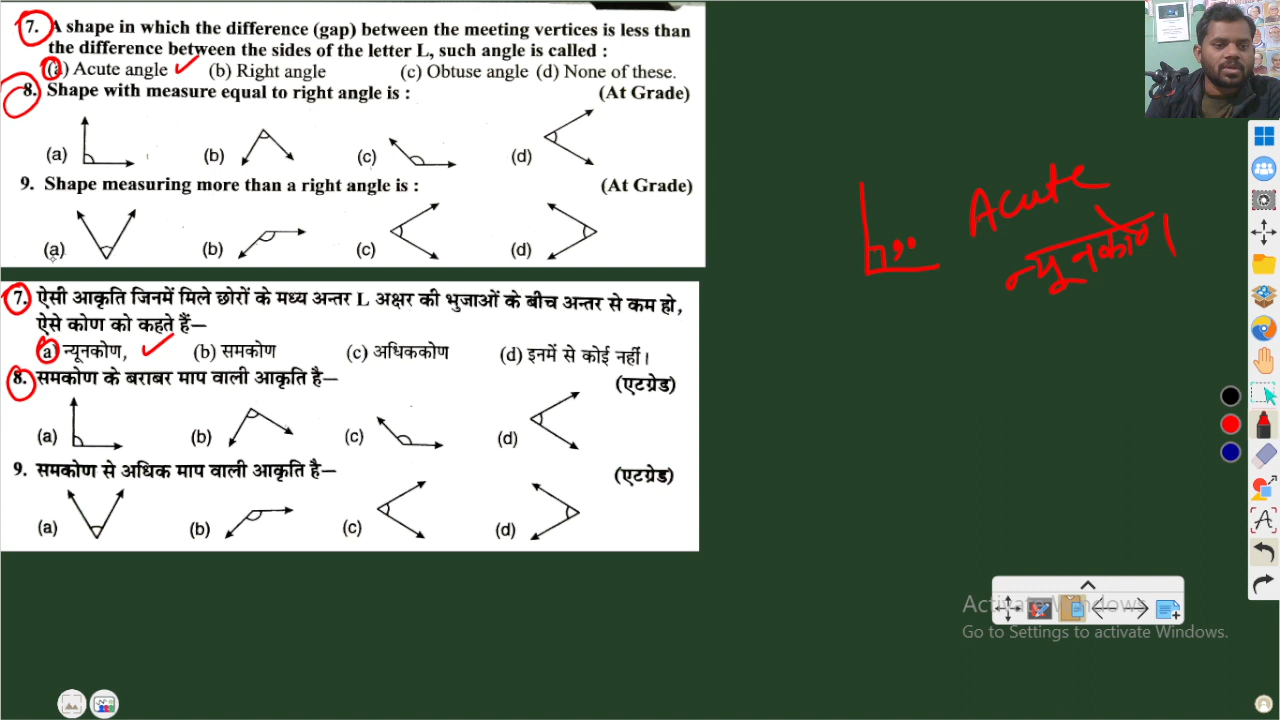 7. A shape in which the difference (gap) between the meeting vertices is less than
the difference between the sides of the letter L, such angle is called :
(a) Acute angle (b) Right angle (c) Obtuse angle (d) None of these.
8. Shape with measure equal to right angle is : (At Grade)
(a) (b) (c) (d)
9. Shape measuring more than a right angle is : (At Grade)
(a) (b) (c) (d)
7. ऐसी आकृति जिनमें मिले छोरों के मध्य अन्तर L अक्षर की भुजाओं के बीच अन्तर से कम हो,
ऐसे कोण को कहते हैं—
(a) न्यूनकोण, (b) समकोण (c) अधिककोण (d) इनमें से कोई नहीं।
8. समकोण के बराबर माप वाली आकृति है— (एटग्रेड)
(a) (b) (c) (d)
9. समकोण से अधिक माप वाली आकृति है— (एटग्रेड)
(a) (b) (c) (d)
Acute
90
न्यूनकोण।
Activate Windows
Go to Settings to activate Windows.